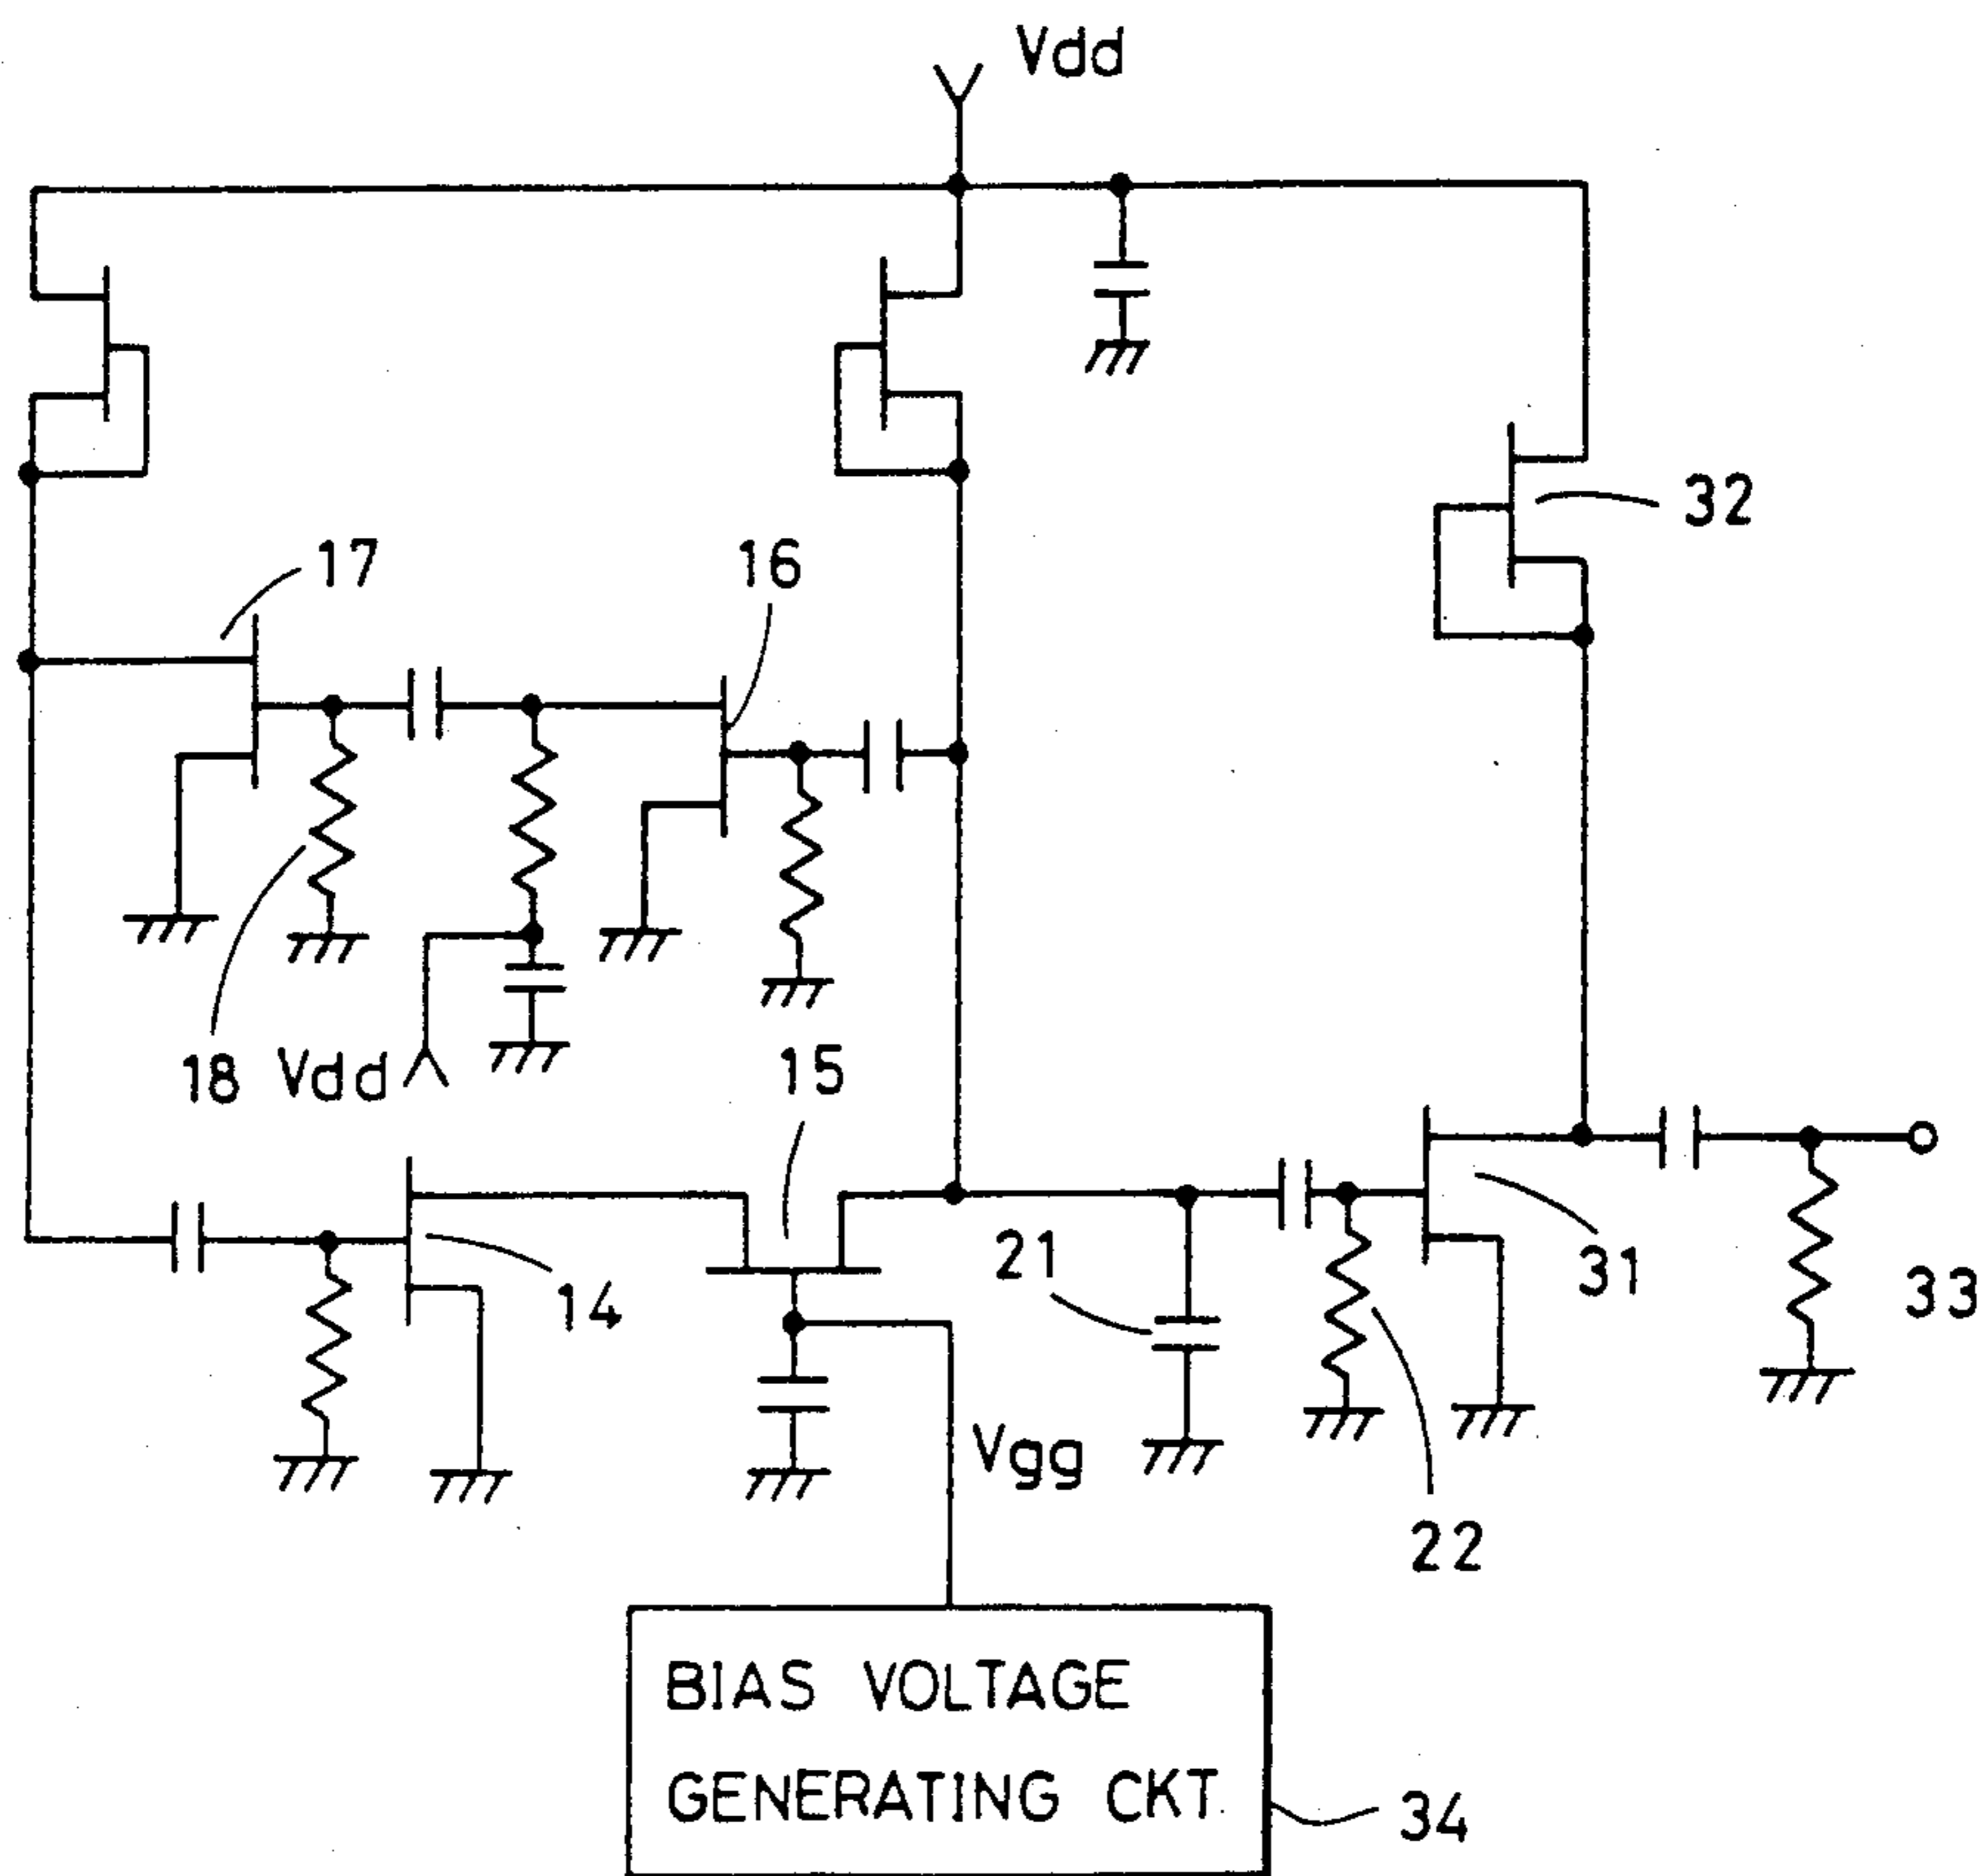 Vdd
32
17
16
18
Vdd
15
21
31
33
14
Vgg
22
BIAS VOLTAGE
GENERATING CKT.
34